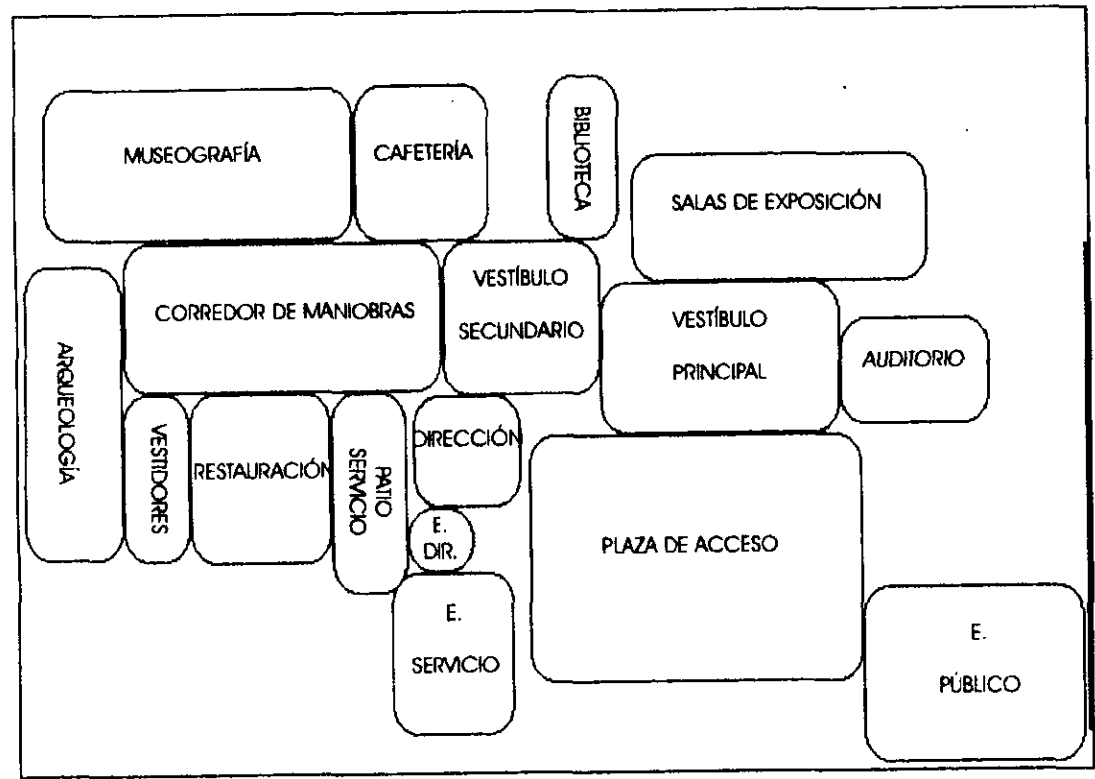 MUSEOGRAFÍA
CAFETERÍA
BIBLIOTECA
SALAS DE EXPOSICIÓN
CORREDOR DE MANIOBRAS
VESTÍBULO
SECUNDARIO
VESTÍBULO
PRINCIPAL
AUDITORIO
ARQUEOLOGÍA
VESTIDORES
RESTAURACIÓN
PATIO
SERVICIO
DIRECCIÓN
E.
DIR.
E.
SERVICIO
PLAZA DE ACCESO
E.
PÚBLICO